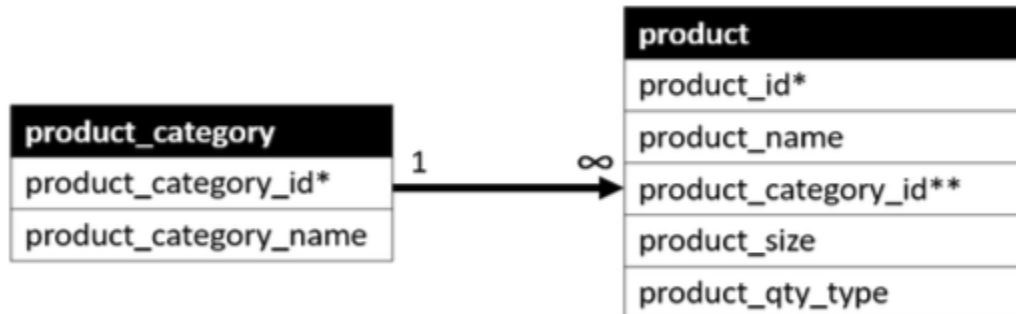 product_category
product_category_id*
product_category_name
1
∞
product
product_id*
product_name
product_category_id**
product_size
product_qty_type